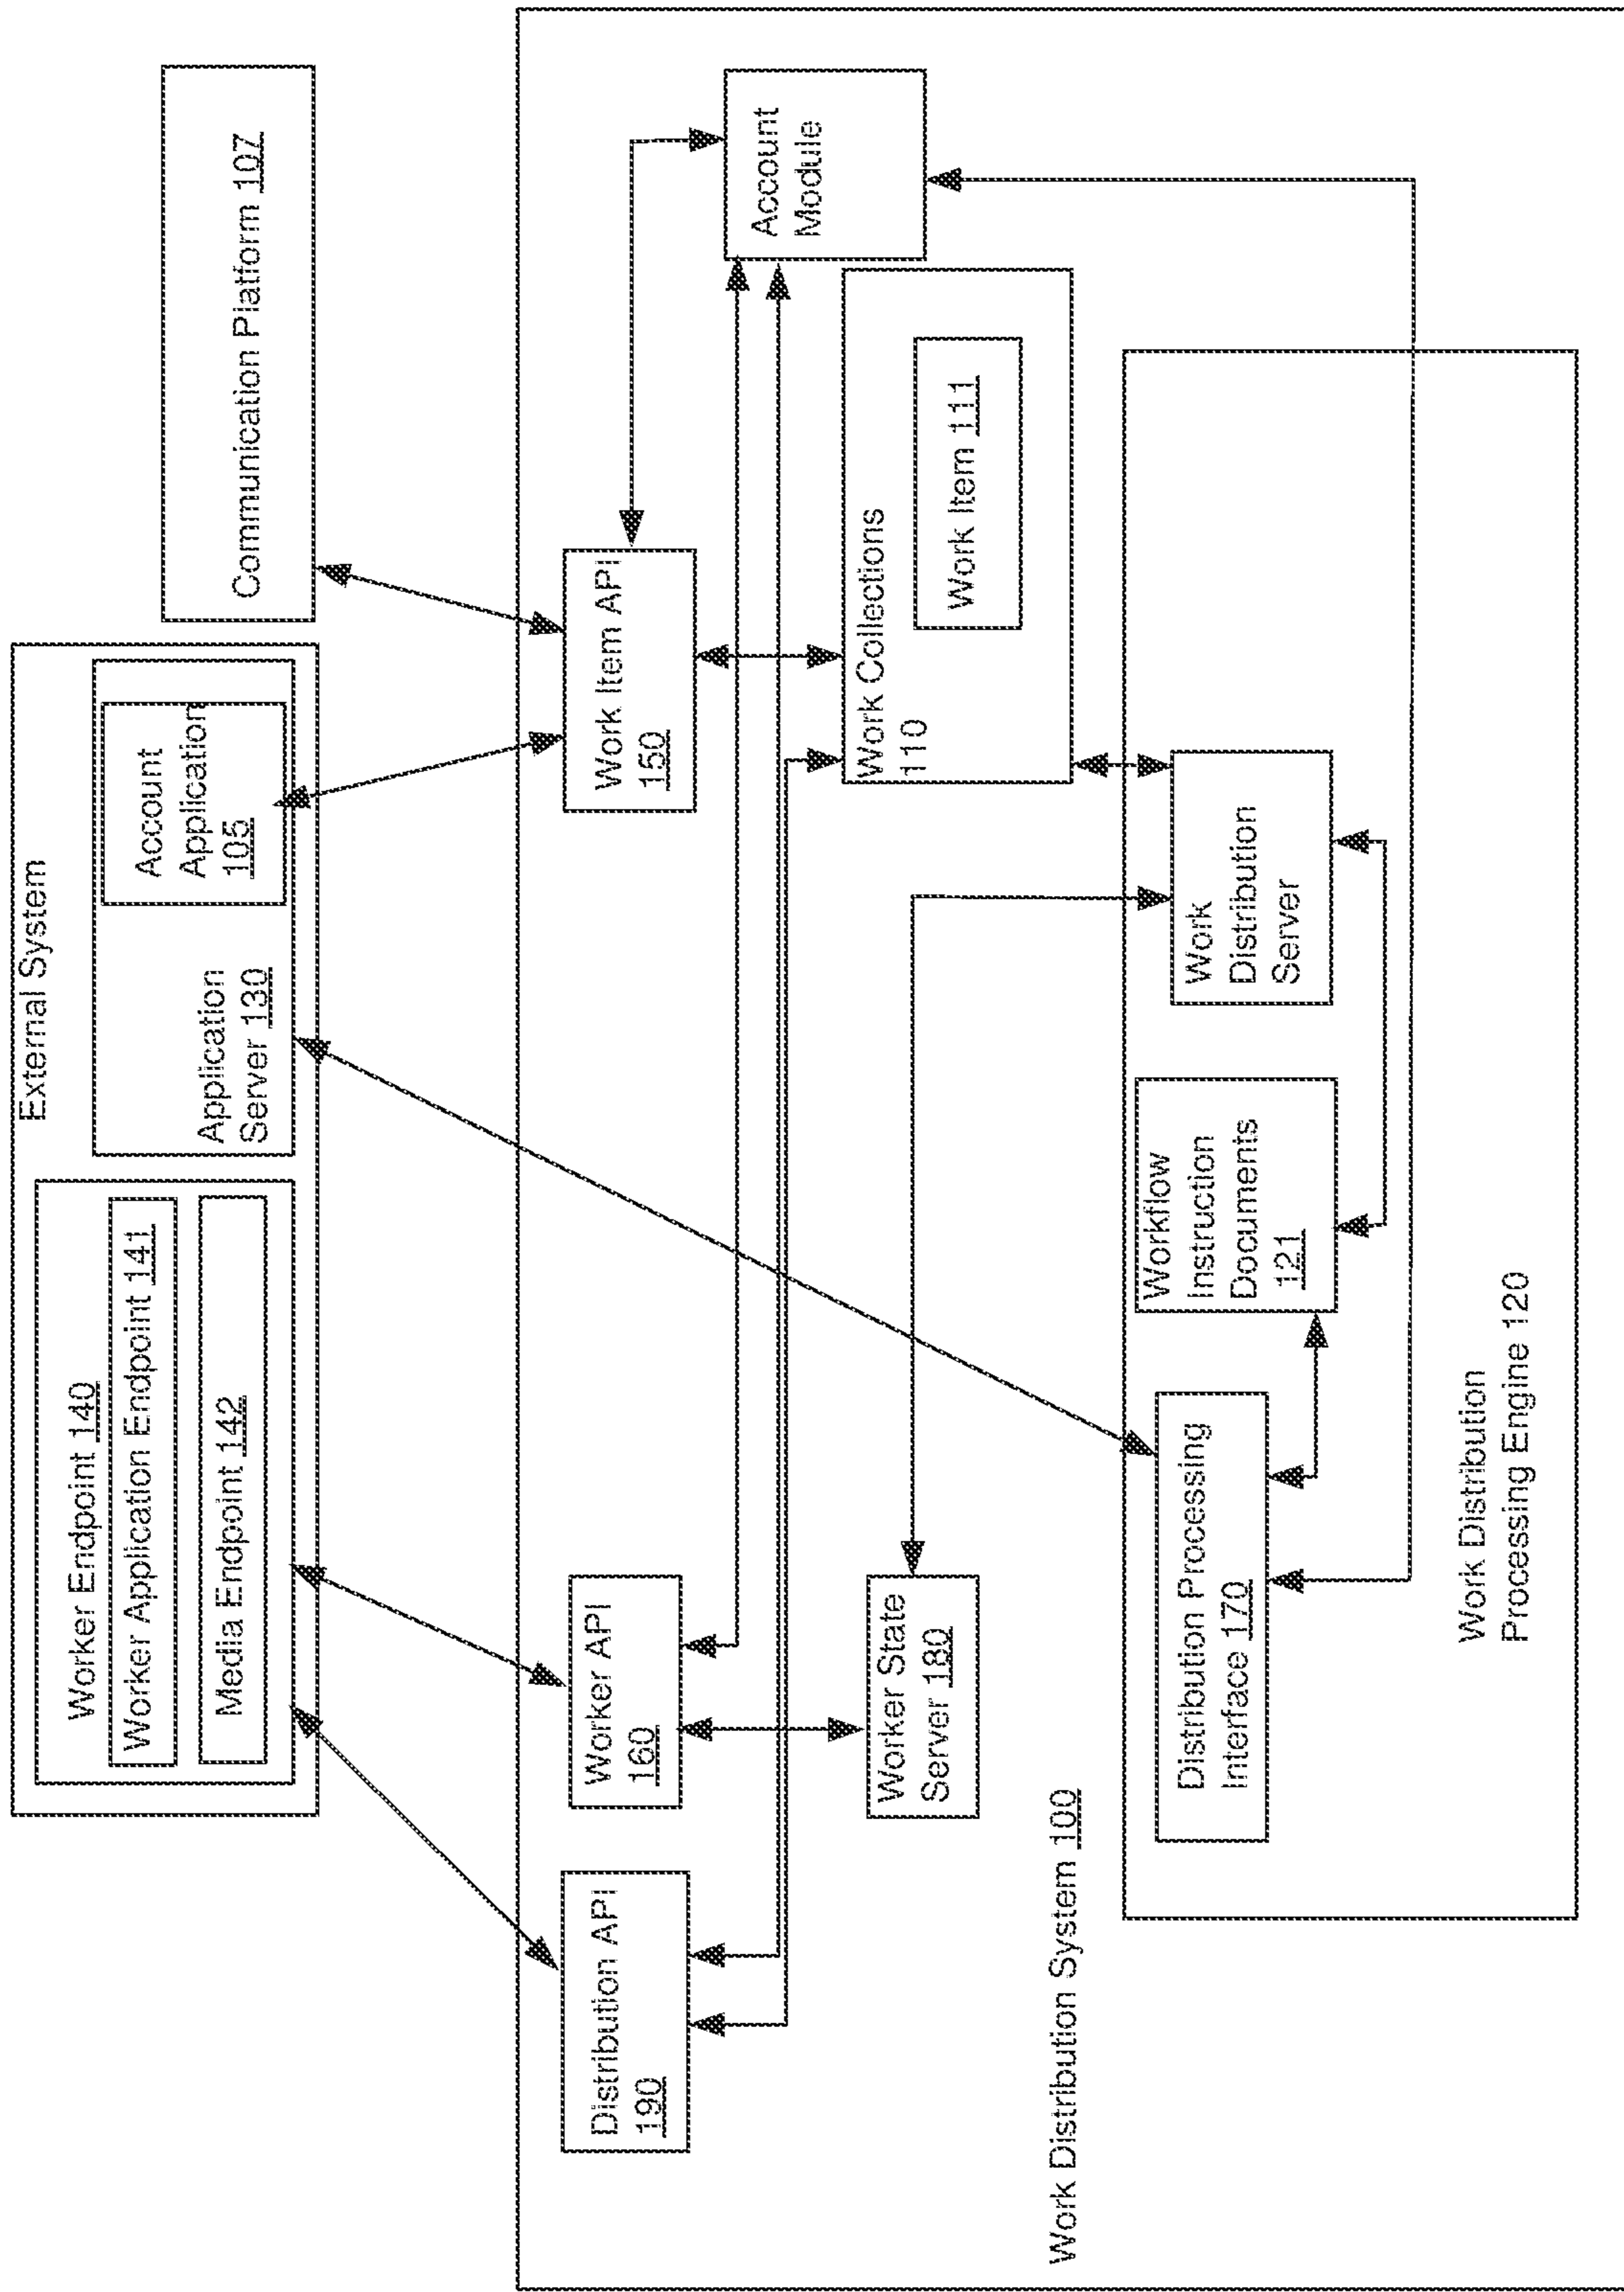 External System
Worker Endpoint 140
Worker Application Endpoint 141
Media Endpoint 142
Application
Server 130
Account
Application
105
Communication Platform 107
Distribution API
190
Worker API
160
Work Item API
150
Account
Module
Worker State
Server 180
Work Collections
110
Work Item 111
Work Distribution System 100
Distribution Processing
Interface 170
Workflow
Instruction
Documents
121
Work
Distribution
Server
Work Distribution
Processing Engine 120